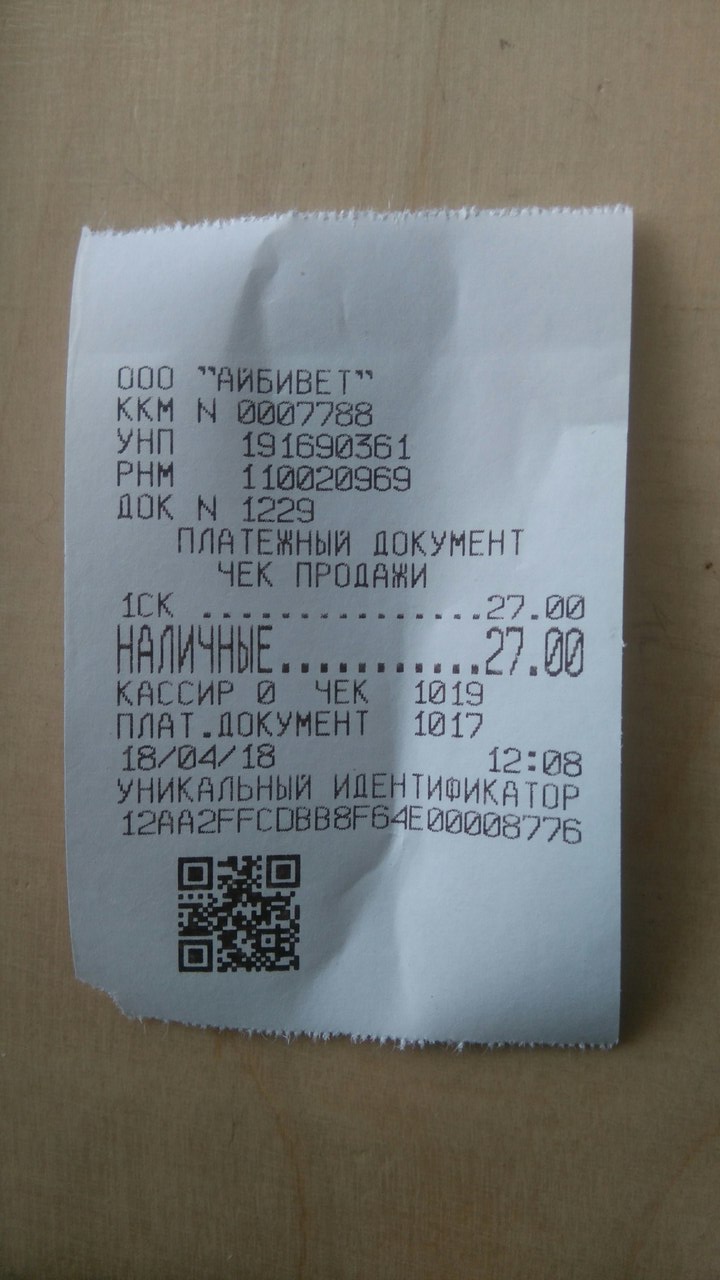 ООО "АЙБИВЕТ"
ККМ N 0007788
УНП 191690361
РНМ 110020969
ДОК N 1229
ПЛАТЕЖНЫЙ ДОКУМЕНТ
ЧЕК ПРОДАЖИ
1СК ...............27.00
НАЛИЧНЫЕ...........27.00
КАССИР 0 ЧЕК 1019
ПЛАТ.ДОКУМЕНТ 1017
18/04/18 12:08
УНИКАЛЬНЫЙ ИДЕНТИФИКАТОР
12AA2FFCDBB8F64E00008776